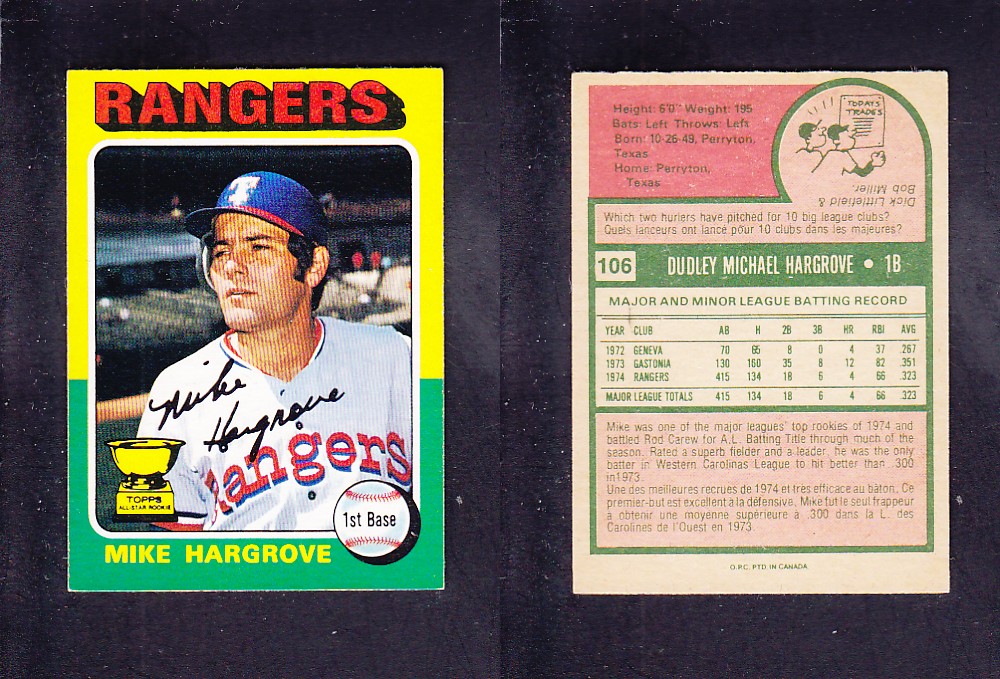 RANGERS
Mike
Hargrove
Rangers
TOPPS
ALL-STAR ROOKIE
1st Base
MIKE HARGROVE
Height: 6'0" Weight: 195
Bats: Left Throws: Left
Born: 10-26-49, Perryton,
Texas
Home: Perryton,
Texas
TODAYS
TRADES
Dick Littlefield &
Bob Miller.
Which two hurlers have pitched for 10 big league clubs?
Quels lanceurs ont lancé pour 10 clubs dans les majeures?
106 DUDLEY MICHAEL HARGROVE • 1B
MAJOR AND MINOR LEAGUE BATTING RECORD
YEAR CLUB AB H 2B 3B HR RBI AVG
1972 GENEVA 70 65 8 0 4 37 .267
1973 GASTONIA 130 160 35 8 12 82 .351
1974 RANGERS 415 134 18 6 4 66 .323
MAJOR LEAGUE TOTALS 415 134 18 6 4 66 .323
Mike was one of the major leagues' top rookies of 1974 and
battled Rod Carew for A.L. Batting Title through much of the
season. Rated a superb fielder and a leader, he was the only
batter in Western Carolinas League to hit better than .300
in 1973.
Une des meilleures recrues de 1974 et très efficace au bâton. Ce
premier-but est excellent à la défensive. Mike fut le seul frappeur
a obtenir une moyenne supérieure à .300 dans la L. des
Carolines de l'Ouest en 1973.
O.P.C. PTD. IN CANADA